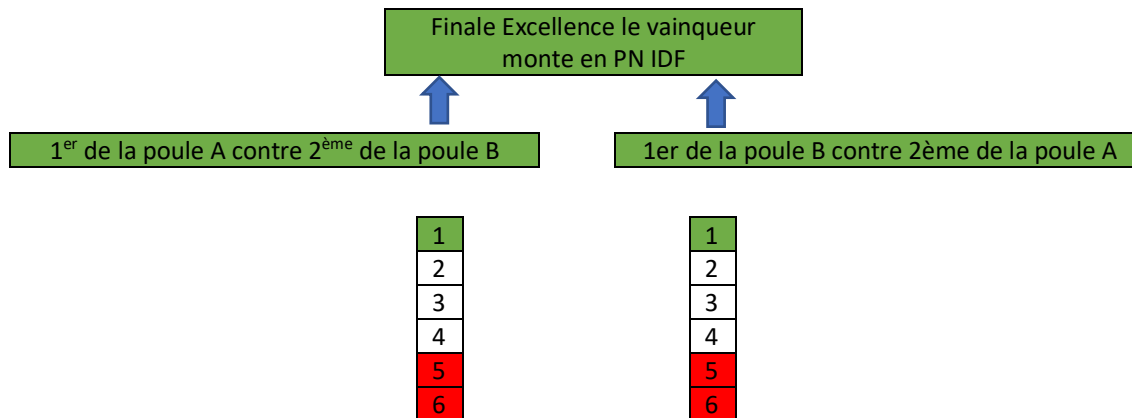 Finale Excellence le vainqueur
monte en PN IDF
1er de la poule A contre 2ème de la poule B
1er de la poule B contre 2ème de la poule A
1 1
2 2
3 3
4 4
5 5
6 6